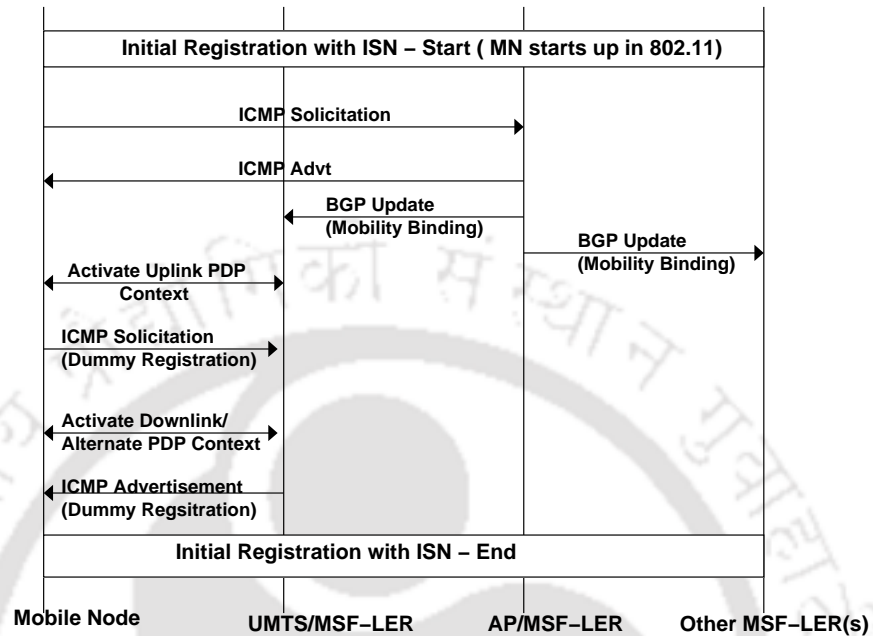 Initial Registration with ISN – Start ( MN starts up in 802.11)
ICMP Solicitation
ICMP Advt
BGP Update
(Mobility Binding)
BGP Update
(Mobility Binding)
Activate Uplink PDP
Context
ICMP Solicitation
(Dummy Registration)
Activate Downlink/
Alternate PDP Context
ICMP Advertisement
(Dummy Regsitration)
Initial Registration with ISN – End
Mobile Node
UMTS/MSF–LER
AP/MSF–LER
Other MSF–LER(s)